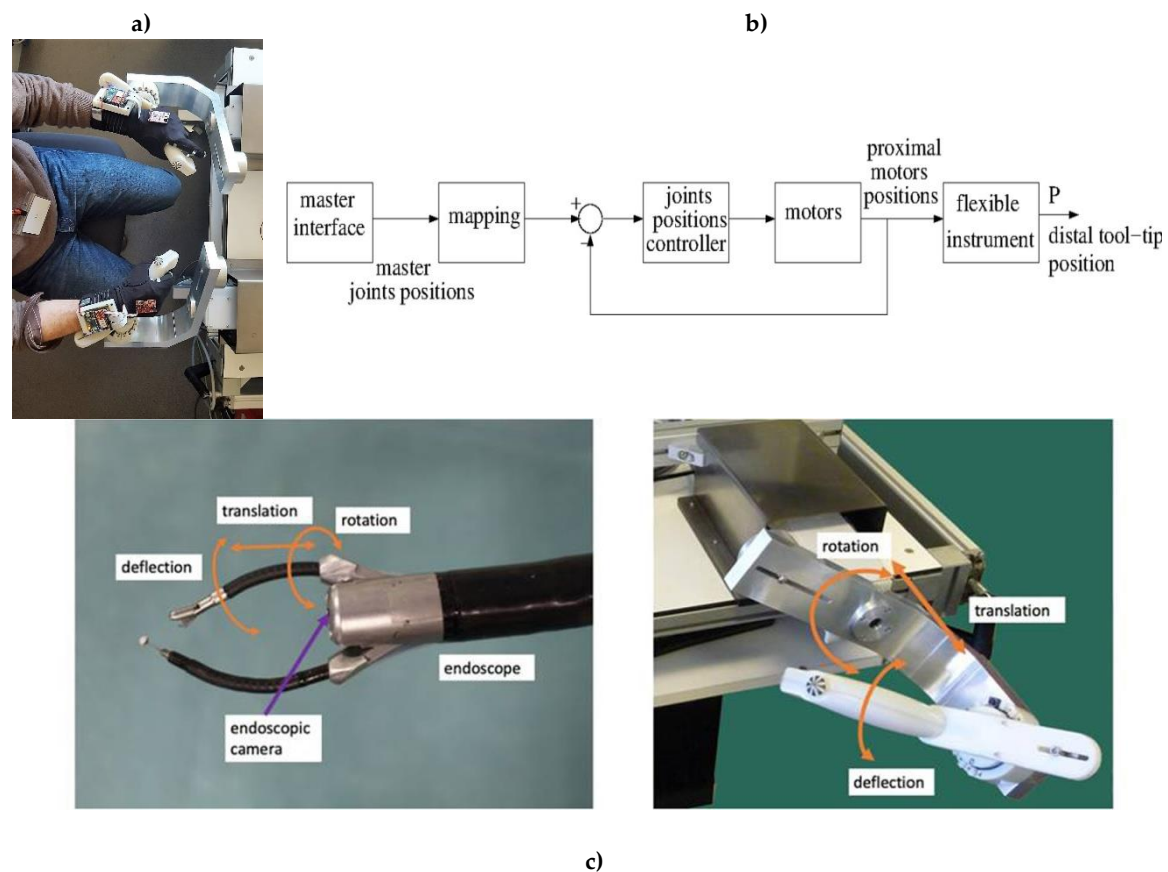 a)
b)
master
interface
master
joints positions
mapping
+
−
joints
positions
controller
motors
proximal
motors
positions
flexible
instrument
P
distal tool−tip
position
translation
rotation
deflection
endoscope
endoscopic
camera
rotation
translation
deflection
c)